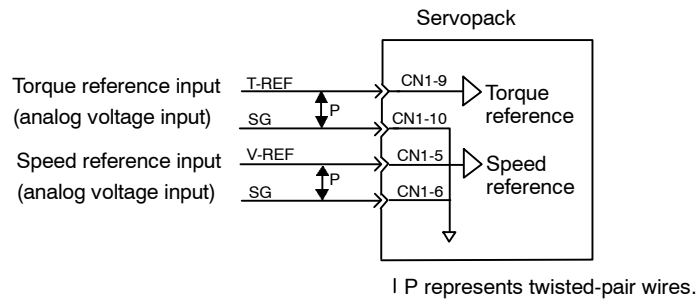 Servopack
Torque reference input
(analog voltage input)
T-REF
P
SG
CN1-9
CN1-10
Torque
reference
Speed reference input
(analog voltage input)
V-REF
P
SG
CN1-5
CN1-6
Speed
reference
l P represents twisted-pair wires.